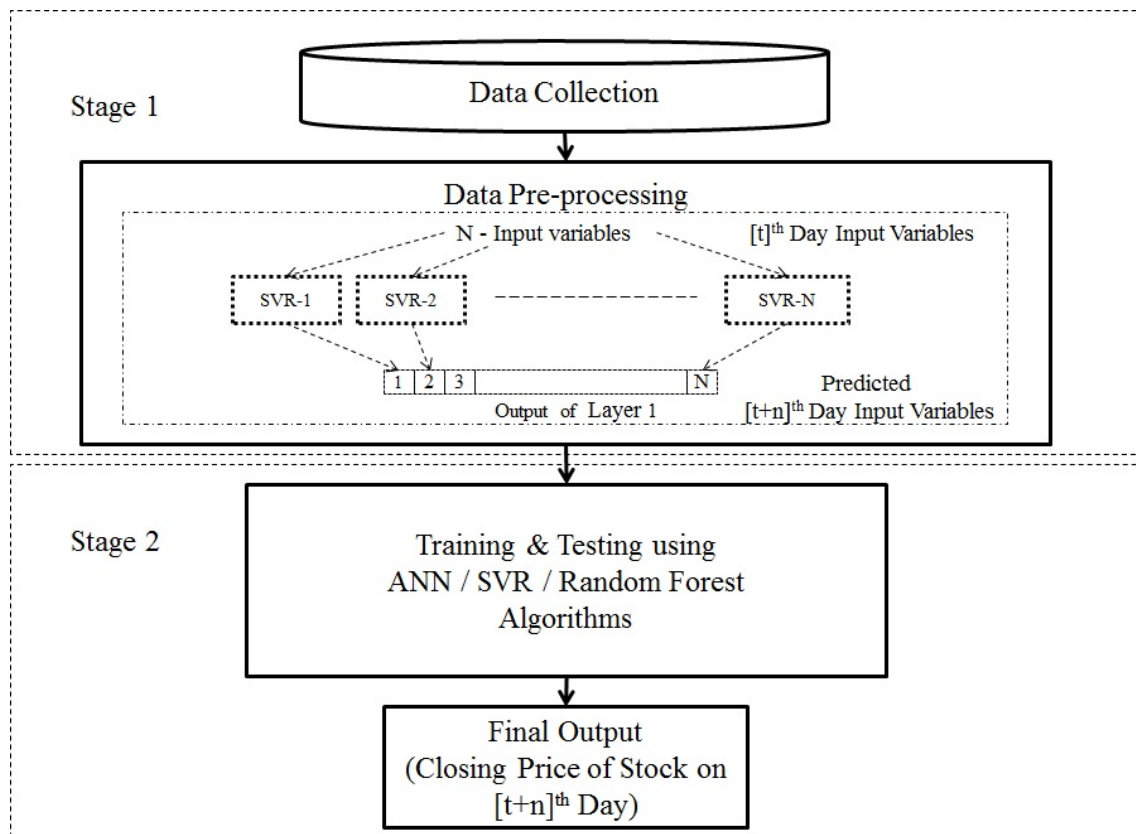 Stage 1
Data Collection
Data Pre-processing
N - Input variables
[t]th Day Input Variables
SVR-1
SVR-2
SVR-N
1 2 3 N
Output of Layer 1
Predicted
[t+n]th Day Input Variables
Stage 2
Training & Testing using
ANN / SVR / Random Forest
Algorithms
Final Output
(Closing Price of Stock on
[t+n]th Day)